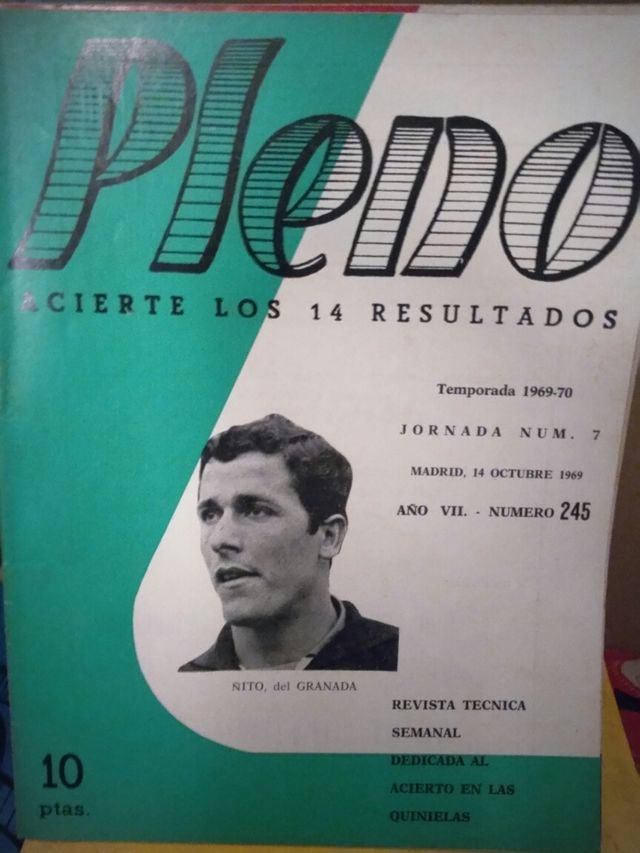 Pleno
ACIERTE LOS 14 RESULTADOS
Temporada 1969-70
JORNADA NUM. 7
MADRID, 14 OCTUBRE 1969
AÑO VII. - NUMERO 245
ÑITO, del GRANADA
REVISTA TECNICA
SEMANAL
DEDICADA AL
ACIERTO EN LAS
QUINIELAS
10
ptas.